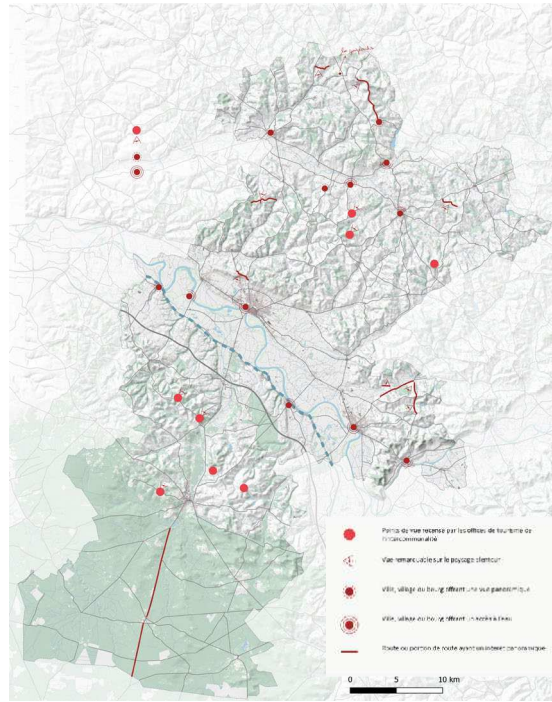 Points de vue recensé par les offices de tourisme de
l'intercommunalité
Vue remarquable sur le paysage alentour
Ville, village ou bourg offrant une vue panoramique
Ville, village ou bourg offrant un accès à l'eau
Route ou portion de route ayant un intérêt panoramique
0 5 10 km